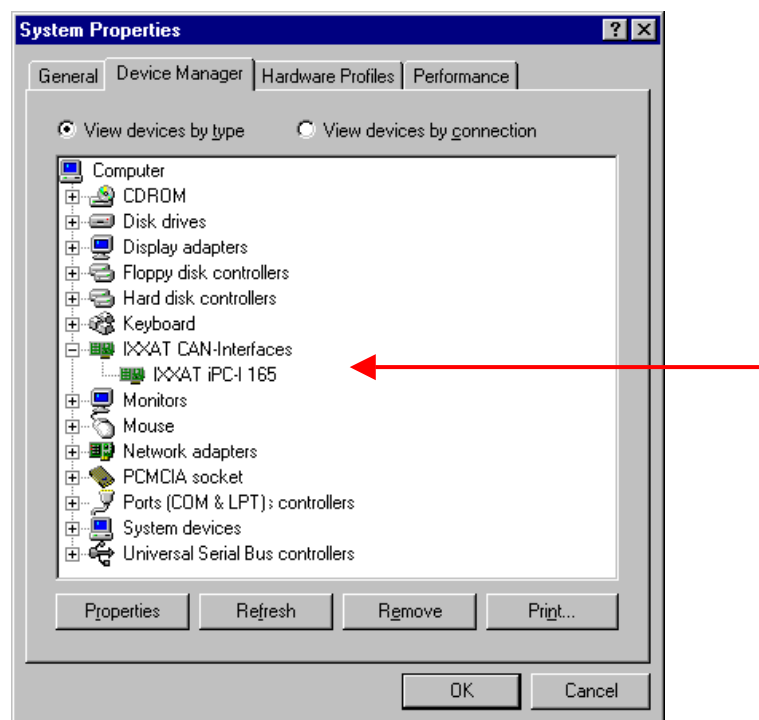 System Properties
General Device Manager Hardware Profiles Performance
View devices by type View devices by connection
Computer
CDROM
Disk drives
Display adapters
Floppy disk controllers
Hard disk controllers
Keyboard
IXXAT CAN-Interfaces
IXXAT iPC-I 165
Monitors
Mouse
Network adapters
PCMCIA socket
Ports (COM & LPT); controllers
System devices
Universal Serial Bus controllers
Properties Refresh Remove Print...
OK Cancel